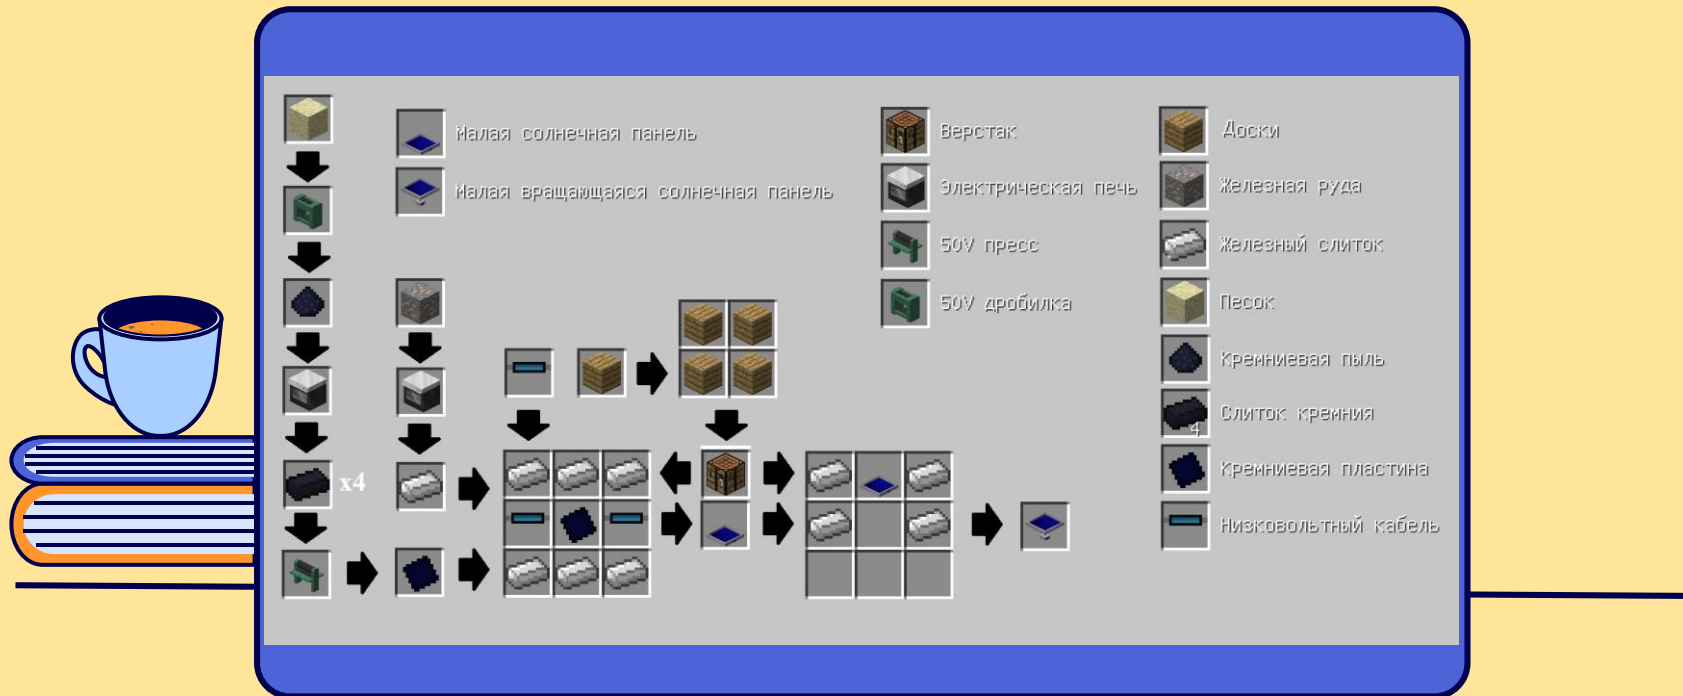 Малая солнечная панель
Малая вращающаяся солнечная панель
Верстак
Электрическая печь
50V пресс
50V дробилка
Доски
Железная руда
Железный слиток
Песок
Кремниевая пыль
Слиток кремния
4
Кремниевая пластина
Низковольтный кабель
x4